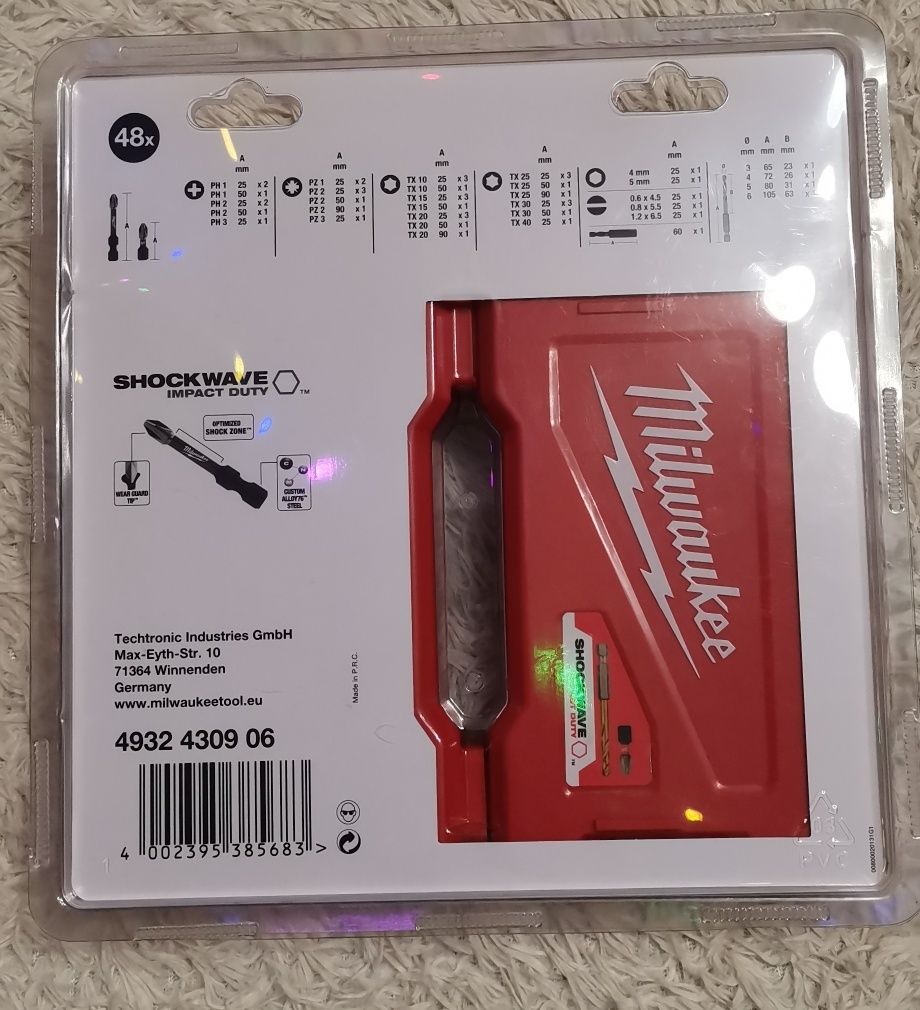 48x
A
mm
PH 1 25 x 2
PH 1 50 x 1
PH 2 25 x 2
PH 2 50 x 1
PH 3 25 x 1
A
mm
PZ 1 25 x 2
PZ 2 25 x 3
PZ 2 50 x 1
PZ 2 90 x 1
PZ 3 25 x 1
A
mm
TX 10 25 x 3
TX 10 50 x 1
TX 15 25 x 3
TX 15 50 x 1
TX 20 25 x 3
TX 20 50 x 1
TX 20 90 x 1
A
mm
TX 25 25 x 3
TX 25 50 x 1
TX 25 90 x 1
TX 30 25 x 3
TX 30 50 x 1
TX 40 25 x 1
A
mm
4 mm 25 x 1
5 mm 25 x 1
0.6 x 4.5 25 x 1
0.8 x 5.5 25 x 1
1.2 x 6.5 25 x 1
60 x 1
Ø A B
mm mm mm
3 65 23 x 1
4 72 26 x 1
5 80 31 x 1
6 105 63 x
A
A
A
A
B
SHOCKWAVE
IMPACT DUTY ™
OPTIMIZED
SHOCK ZONE™
Milwaukee
WEAR GUARD
TIP™
CUSTOM
ALLOY76™
STEEL
Milwaukee
SHOCKWAVE
DUTY ™
Techtronic Industries GmbH
Max-Eyth-Str. 10
71364 Winnenden
Germany
www.milwaukeetool.eu
Made in P.R.C.
4932 4309 06
4 002395 385683 >
1
03
PVC